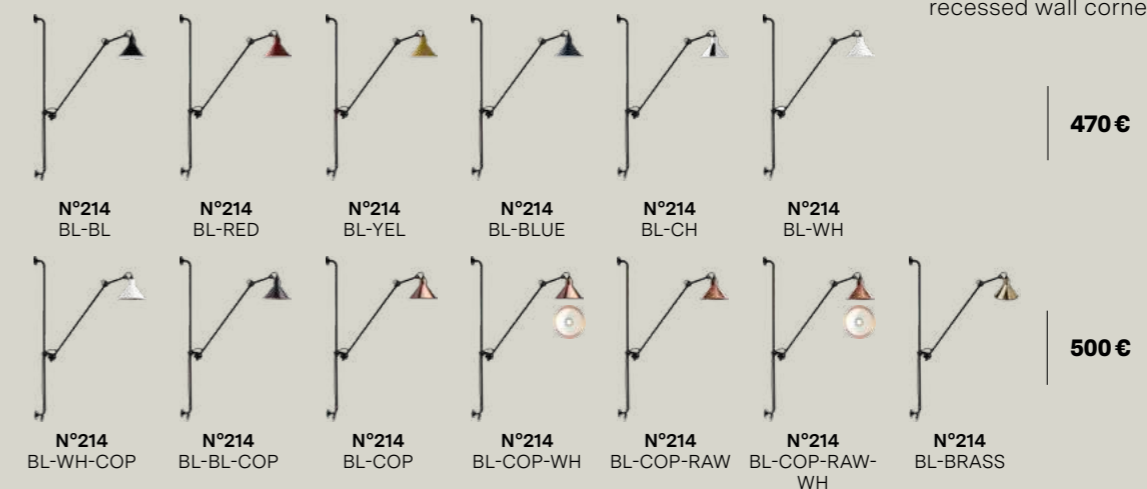 recessed wall corne
470 €
N°214 N°214 N°214 N°214 N°214 N°214
BL-BL BL-RED BL-YEL BL-BLUE BL-CH BL-WH
500 €
N°214 N°214 N°214 N°214 N°214 N°214 N°214
BL-WH-COP BL-BL-COP BL-COP BL-COP-WH BL-COP-RAW BL-COP-RAW- BL-BRASS
WH